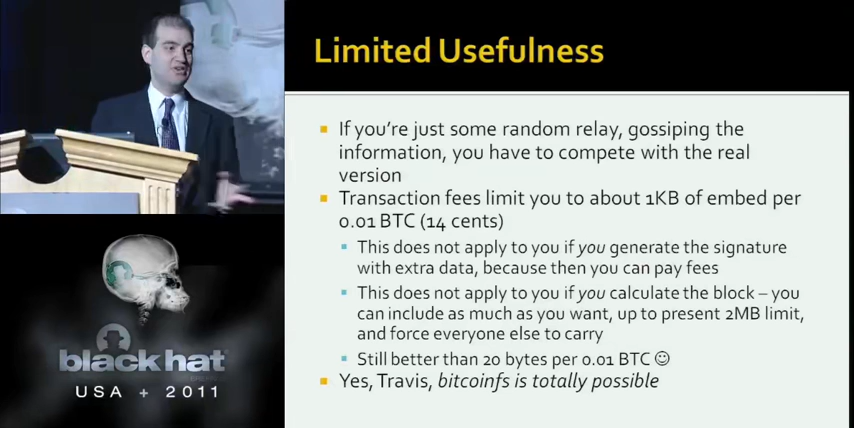 Limited Usefulness
If you're just some random relay, gossiping the
information, you have to compete with the real
version
Transaction fees limit you to about 1KB of embed per
0.01 BTC (14 cents)
This does not apply to you if you generate the signature
with extra data, because then you can pay fees
This does not apply to you if you calculate the block – you
can include as much as you want, up to present 2MB limit,
and force everyone else to carry
Still better than 20 bytes per 0.01 BTC ☺
Yes, Travis, bitcoinfs is totally possible
black hat
USA + 2011